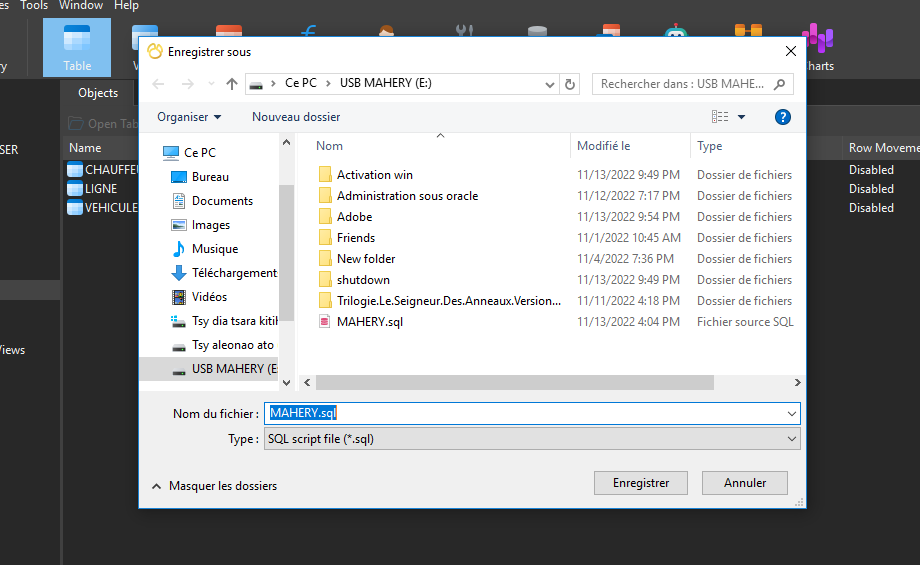 es Tools Window Help
Table
harts
Objects
Open Tab
SER
Name
Row Moveme
CHAUFFEU
Disabled
LIGNE
Disabled
VEHICULE
Disabled
Views
Enregistrer sous
Ce PC
USB MAHERY (E:)
Rechercher dans : USB MAHE...
Organiser
Nouveau dossier
?
Ce PC
Bureau
Documents
Images
Musique
Téléchargement
Vidéos
Tsy dia tsara kitih
Tsy aleonao ato
USB MAHERY (E:
Nom Modifié le Type
Activation win 11/13/2022 9:49 PM Dossier de fichiers
Administration sous oracle 11/12/2022 7:17 PM Dossier de fichiers
Adobe 11/13/2022 9:54 PM Dossier de fichiers
Friends 11/1/2022 10:45 AM Dossier de fichiers
New folder 11/4/2022 7:36 PM Dossier de fichiers
shutdown 11/13/2022 9:49 PM Dossier de fichiers
Trilogie.Le.Seigneur.Des.Anneaux.Version... 11/11/2022 4:18 PM Dossier de fichiers
MAHERY.sql 11/13/2022 4:04 PM Fichier source SQL
Nom du fichier : MAHERY.sql
Type : SQL script file (*.sql)
Masquer les dossiers
Enregistrer
Annuler